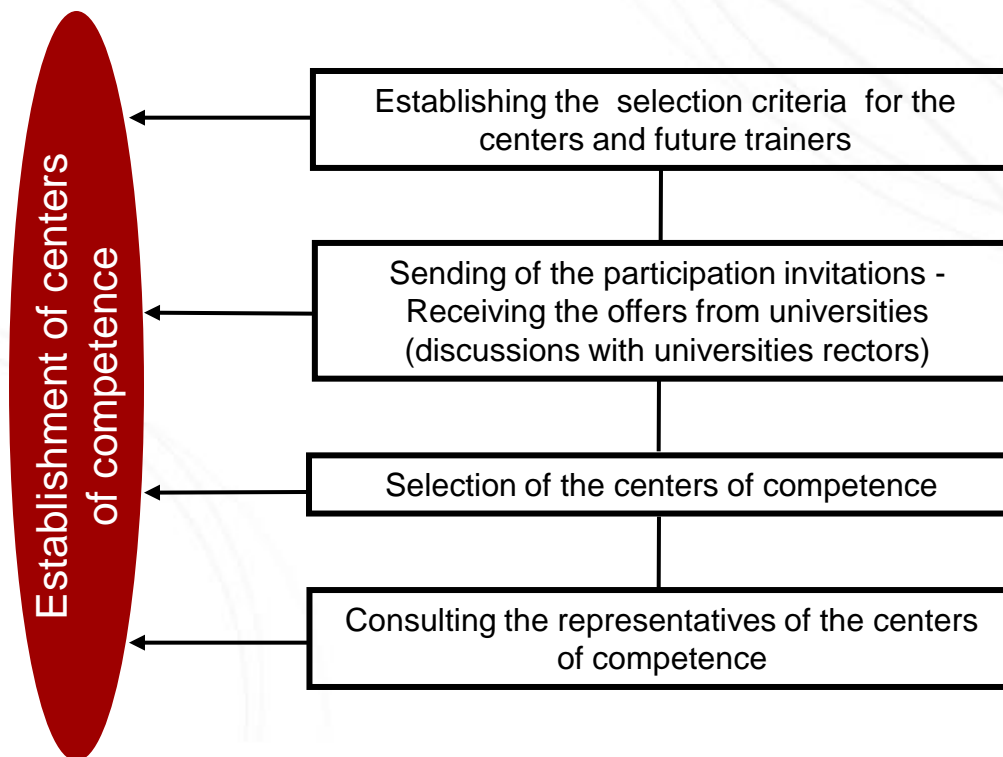 Establishment of centers
of competence
Establishing the selection criteria for the
centers and future trainers
Sending of the participation invitations -
Receiving the offers from universities
(discussions with universities rectors)
Selection of the centers of competence
Consulting the representatives of the centers
of competence